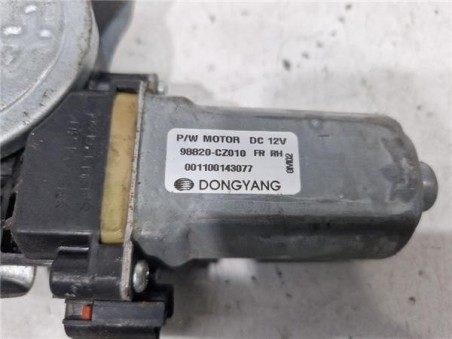 P/W MOTOR DC 12V
98820-CZ010 FR RH
001100143077
DONGYANG